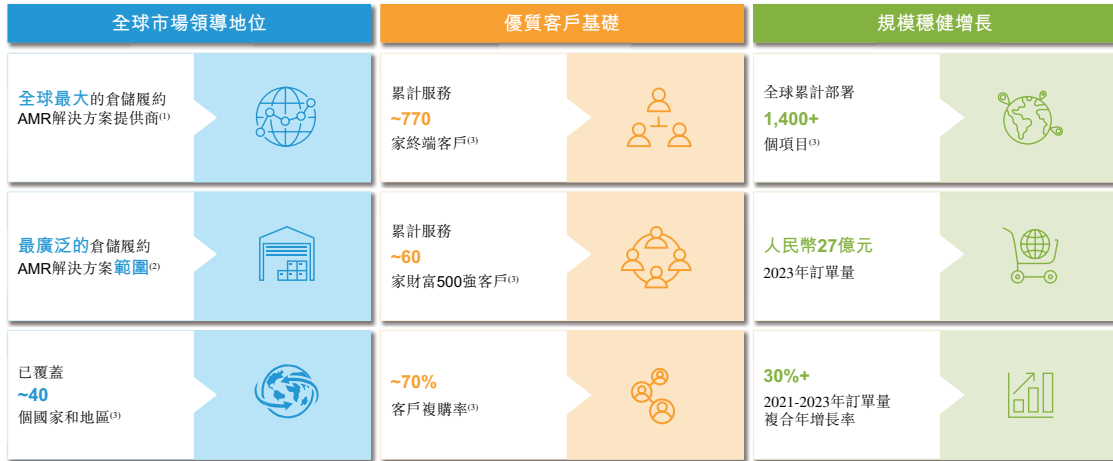 全球市場領導地位
優質客戶基礎
規模穩健增長
全球最大的倉儲履約
AMR解決方案提供商(1)
累計服務
~770
家終端客戶(3)
全球累計部署
1,400+
個項目(3)
最廣泛的倉儲履約
AMR解決方案範圍(2)
累計服務
~60
家財富500強客戶(3)
人民幣27億元
2023年訂單量
已覆蓋
~40
個國家和地區(3)
~70%
客戶複購率(3)
30%+
2021-2023年訂單量
複合年增長率